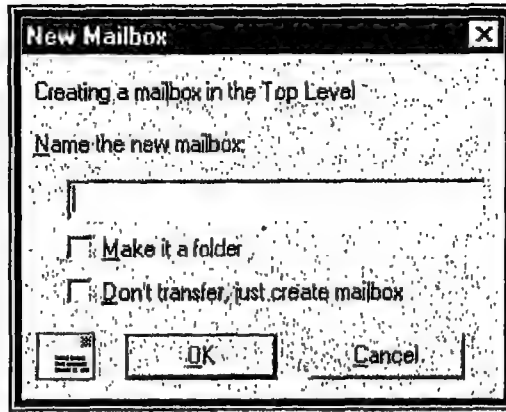 New Mailbox
Creating a mailbox in the Top Level
Name the new mailbox:
Make it a folder
Don't transfer, just create mailbox
OK
Cancel